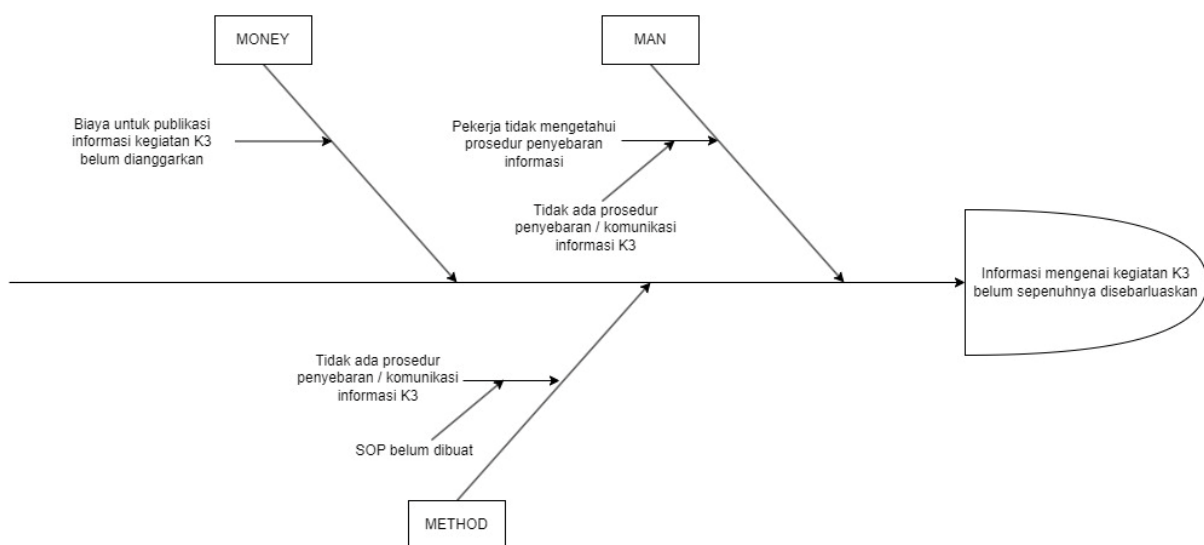 MONEY
MAN
Biaya untuk publikasi
informasi kegiatan K3
belum dianggarkan
Pekerja tidak mengetahui
prosedur penyebaran
informasi
Tidak ada prosedur
penyebaran / komunikasi
informasi K3
Informasi mengenai kegiatan K3
belum sepenuhnya disebarluaskan
Tidak ada prosedur
penyebaran / komunikasi
informasi K3
SOP belum dibuat
METHOD